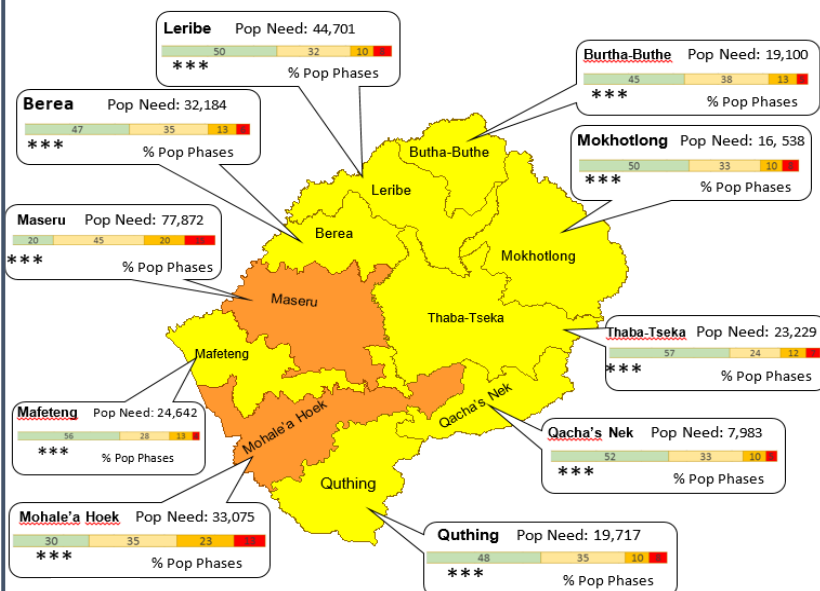 Leribe Pop Need: 44,701
50 32 10
*** % Pop Phases
Burtha-Buthe Pop Need: 19,100
45 38 13
*** % Pop Phases
Berea Pop Need: 32,184
47 35 13
*** % Pop Phases
Mokhotlong Pop Need: 16, 538
50 33 10
*** % Pop Phases
Maseru Pop Need: 77,872
20 45 20
*** % Pop Phases
Thaba-Tseka Pop Need: 23,229
57 24 12
*** % Pop Phases
Mafeteng Pop Need: 24,642
56 28 13
*** % Pop Phases
Qacha's Nek Pop Need: 7,983
52 33 10
*** % Pop Phases
Mohale'a Hoek Pop Need: 33,075
30 35 23
*** % Pop Phases
Quthing Pop Need: 19,717
48 35 10
*** % Pop Phases
Butha-Buthe
Leribe
Berea
Mokhotlong
Maseru
Thaba-Tseka
Mafeteng
Mohale'a Hoek
Qacha's Nek
Quthing